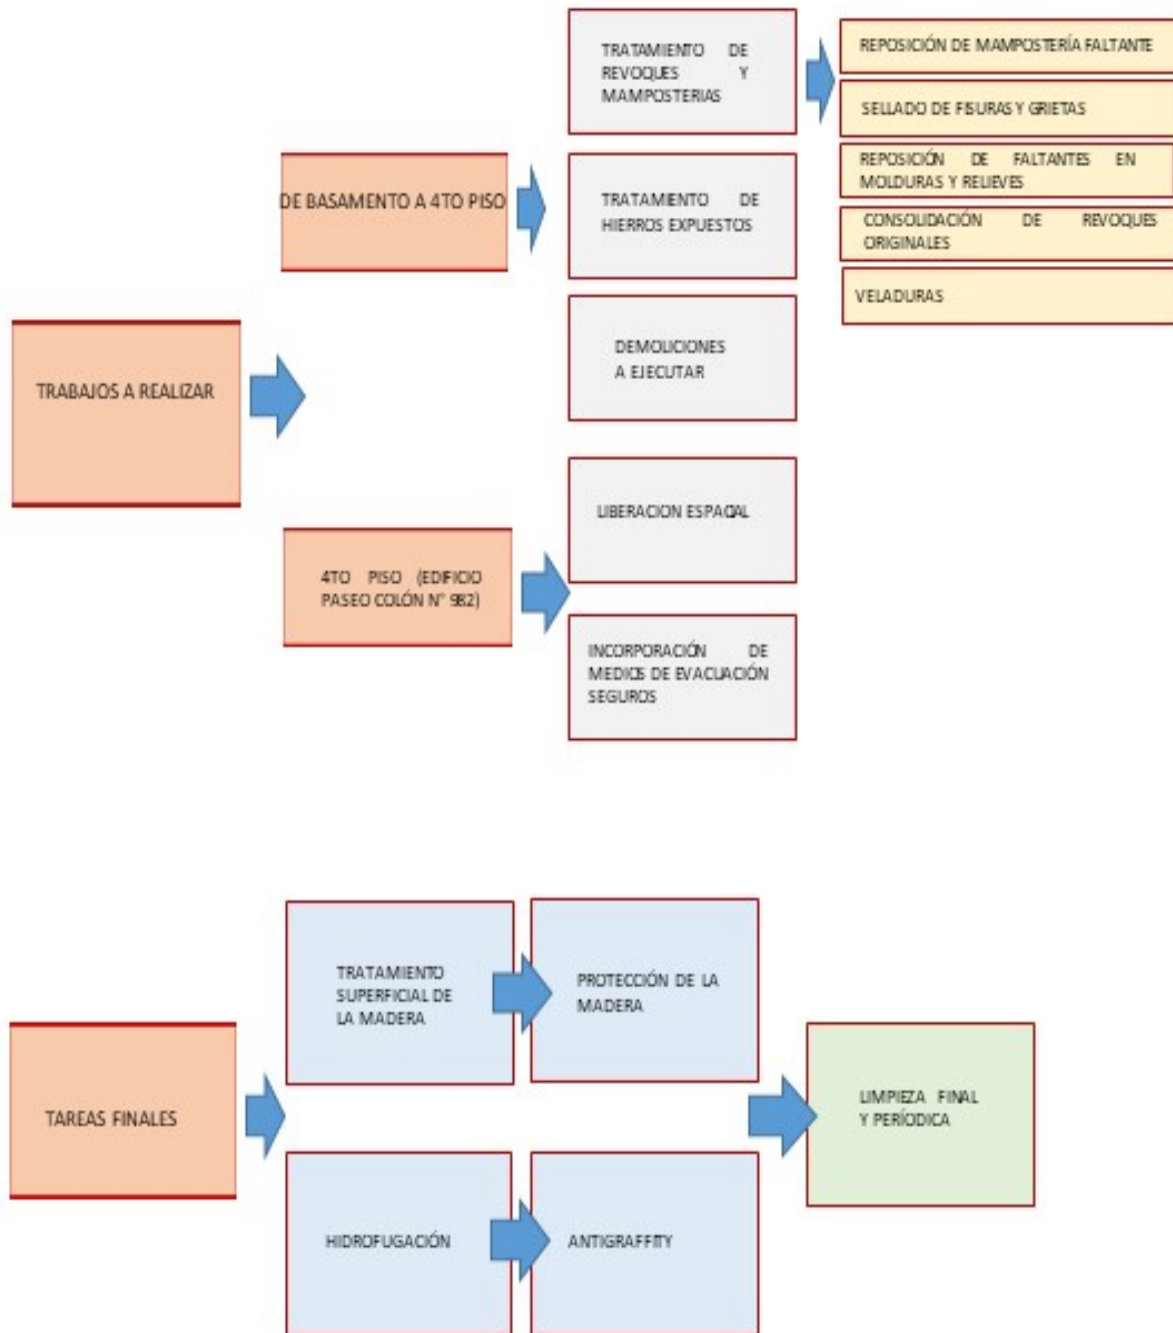 TRABAJOS A REALIZAR
DE BASAMENTO A 4TO PISO
TRATAMIENTO DE
REVOQUES Y
MAMPOSTERIAS
REPOSICIÓN DE MAMPOSTERÍA FALTANTE
SELLADO DE FISURAS Y GRIETAS
REPOSICIÓN DE FALTANTES EN
MOLDURAS Y RELIEVES
CONSOLIDACIÓN DE REVOQUES
ORIGINALES
VELADURAS
TRATAMIENTO DE
HIERROS EXPUESTOS
DEMOLICIONES
A EJECUTAR
4TO PISO (EDIFICIO
PASEO COLÓN N° 982)
LIBERACION ESPACIAL
INCORPORACIÓN DE
MEDIOS DE EVACUACIÓN
SEGUROS
TAREAS FINALES
TRATAMIENTO
SUPERFICIAL DE
LA MADERA
PROTECCIÓN DE LA
MADERA
HIDROFUGACIÓN
ANTIGRAFFITY
LIMPIEZA FINAL
Y PERÍODICA